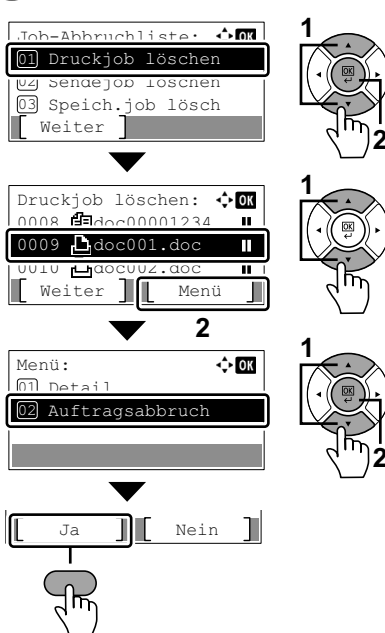 Job-Abbruchliste: OK
1
01 Druckjob löschen
02 Sendejob löschen
OK
03 Speich.job lösch
[ Weiter ]
2
1
Druckjob löschen: OK
0008 doc00001234
0009 doc001.doc
OK
0010 doc002.doc
[ Weiter ] [ Menü ]
2
1
Menü: OK
01 Detail
02 Auftragsabbruch
OK
2
[ Ja ] [ Nein ]